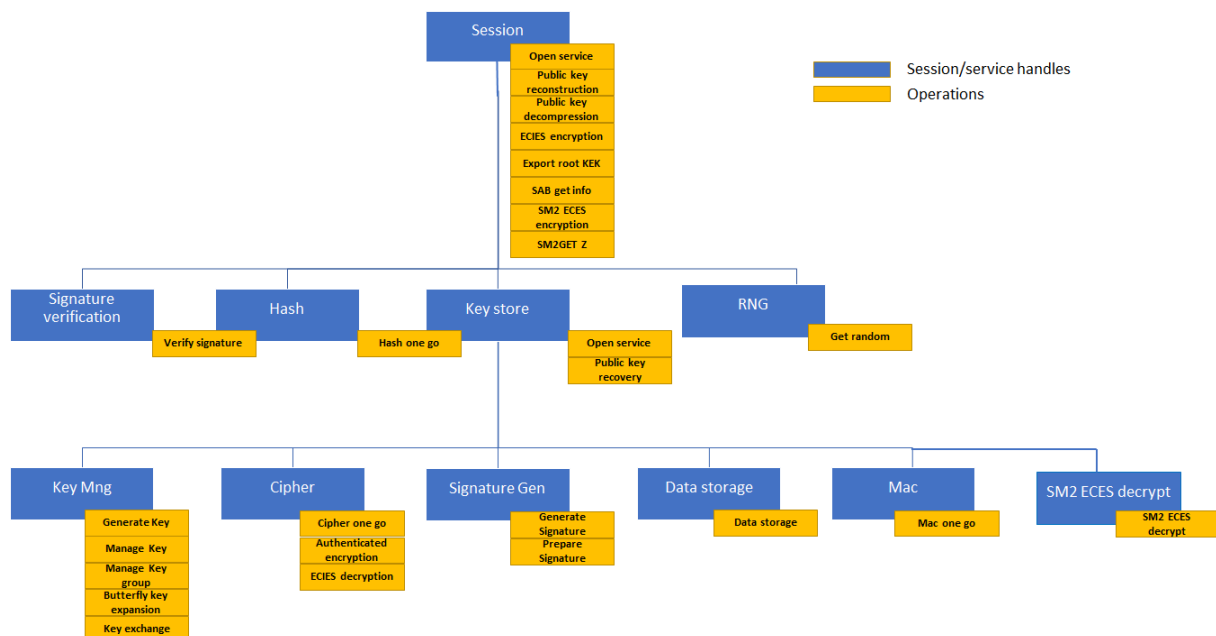 Session
Open service
Public key
reconstruction
Public key
decompression
ECIES encryption
Export root KEK
SAB get info
SM2 ECES
encryption
SM2GET Z
Session/service handles
Operations
Signature
verification
Verify signature
Hash
Hash one go
Key store
Open service
Public key
recovery
RNG
Get random
Key Mng
Generate Key
Manage Key
Manage Key
group
Butterfly key
expansion
Key exchange
Cipher
Cipher one go
Authenticated
encryption
ECIES decryption
Signature Gen
Generate
Signature
Prepare
Signature
Data storage
Data storage
Mac
Mac one go
SM2 ECES decrypt
SM2 ECES
decrypt